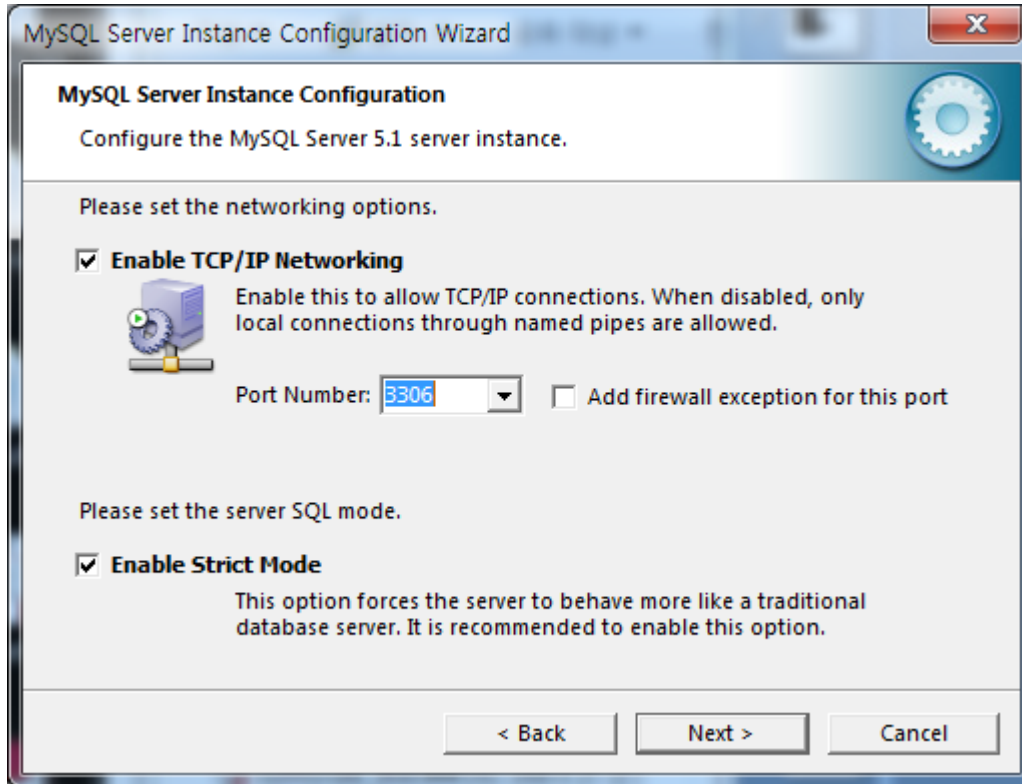 MySQL Server Instance Configuration Wizard
MySQL Server Instance Configuration
Configure the MySQL Server 5.1 server instance.
Please set the networking options.
Enable TCP/IP Networking
Enable this to allow TCP/IP connections. When disabled, only
local connections through named pipes are allowed.
Port Number: 3306 Add firewall exception for this port
Please set the server SQL mode.
Enable Strict Mode
This option forces the server to behave more like a traditional
database server. It is recommended to enable this option.
< Back Next > Cancel